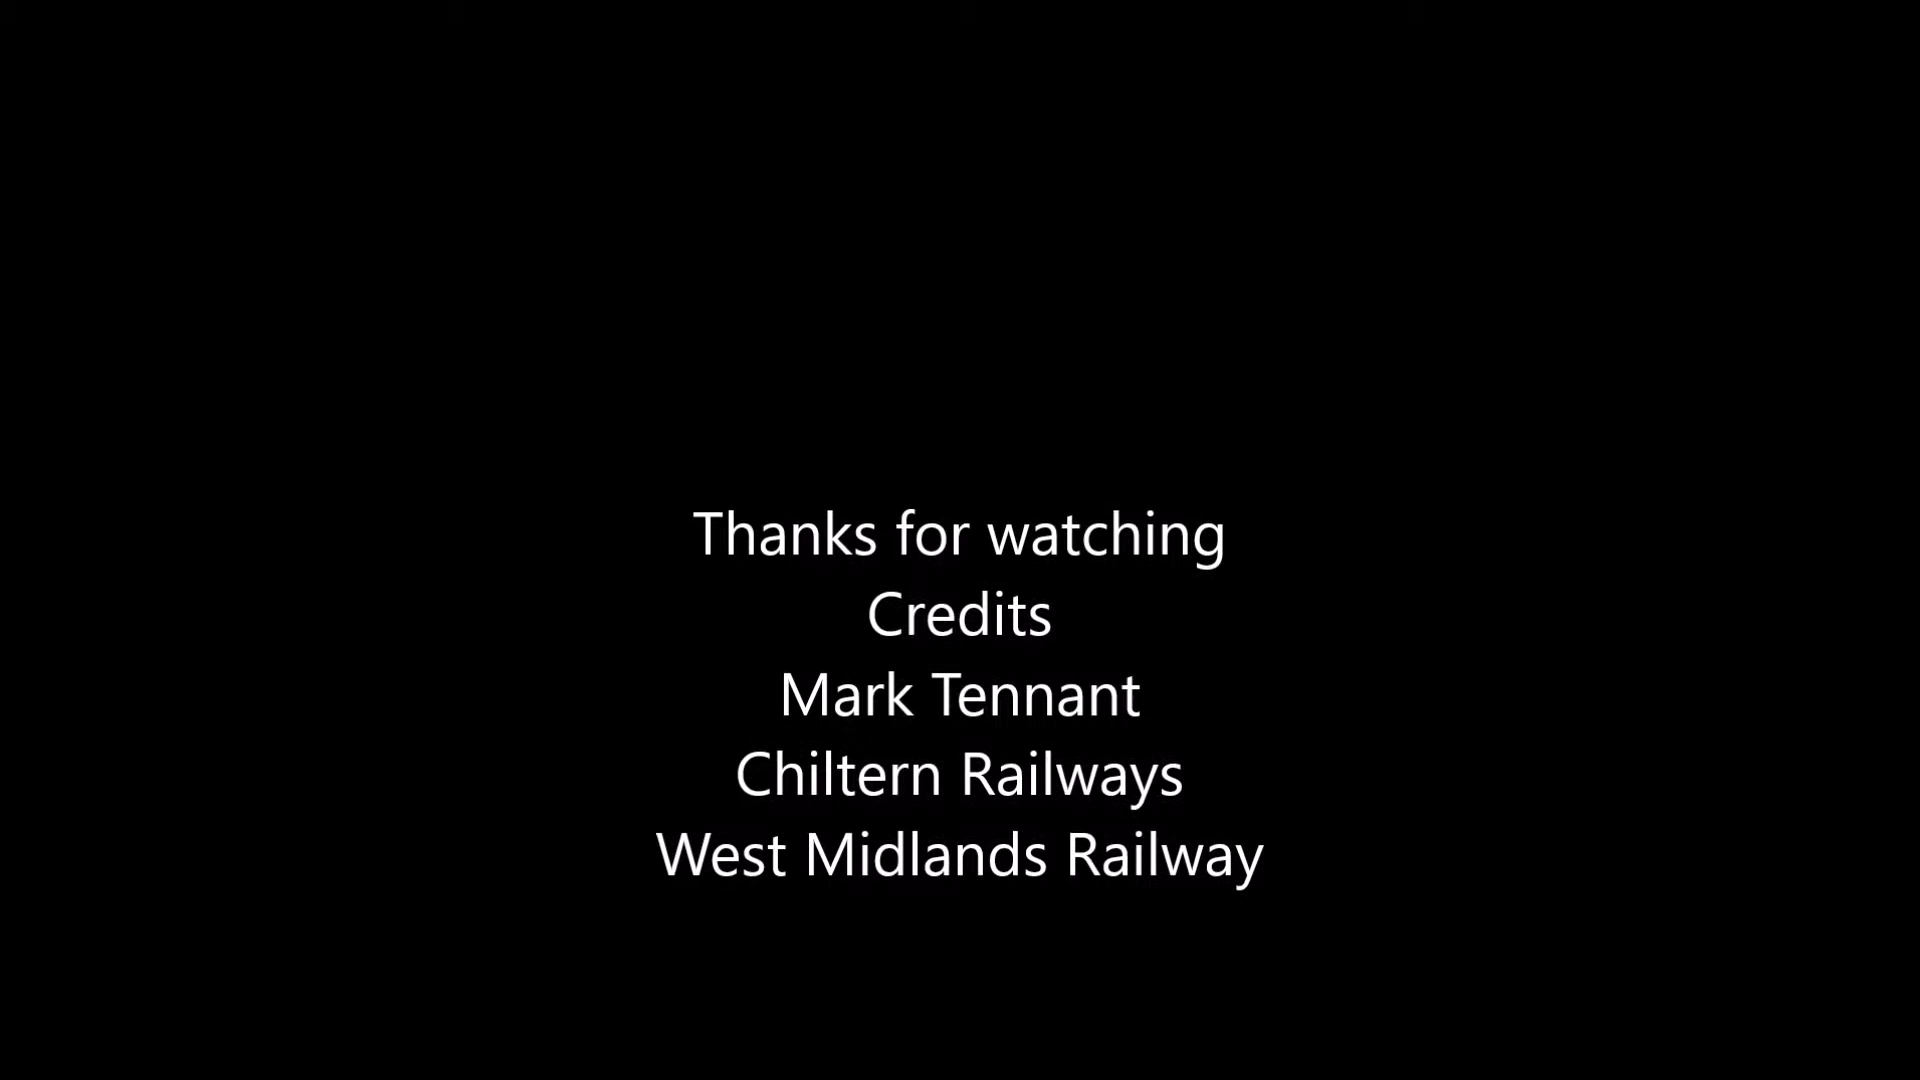 Thanks for watching
Credits
Mark Tennant
Chiltern Railways
West Midlands Railway